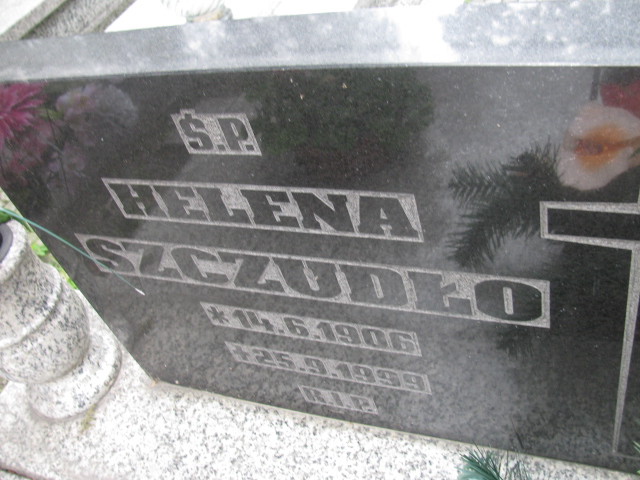 Ś.P.
HELENA
SZCZUDŁO
*14.6.1906
†25.9.1999
R.I.P.